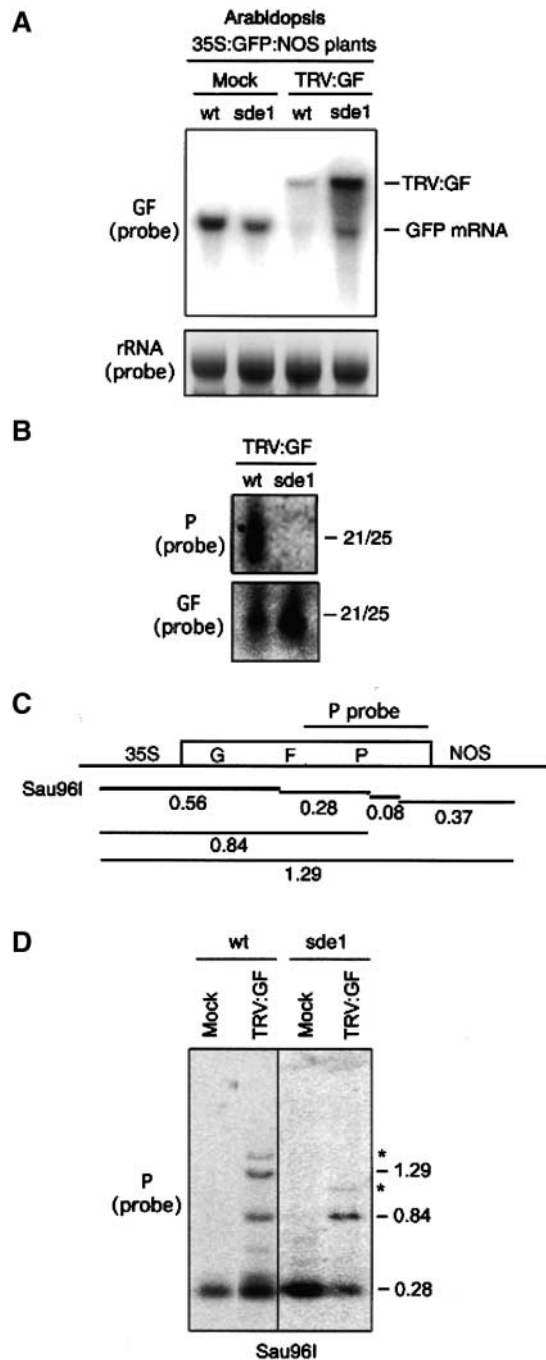 A
Arabidopsis
35S:GFP:NOS plants
Mock TRV:GF
wt sde1 wt sde1
GF
(probe)
TRV:GF
GFP mRNA
rRNA
(probe)
B
TRV:GF
wt sde1
P
(probe)
21/25
GF
(probe)
21/25
C
P probe
35S G F P NOS
Sau96I
0.56 0.28 0.08 0.37
0.84
1.29
D
wt sde1
Mock TRV:GF Mock TRV:GF
P
(probe)
*
1.29
*
0.84
0.28
Sau96I